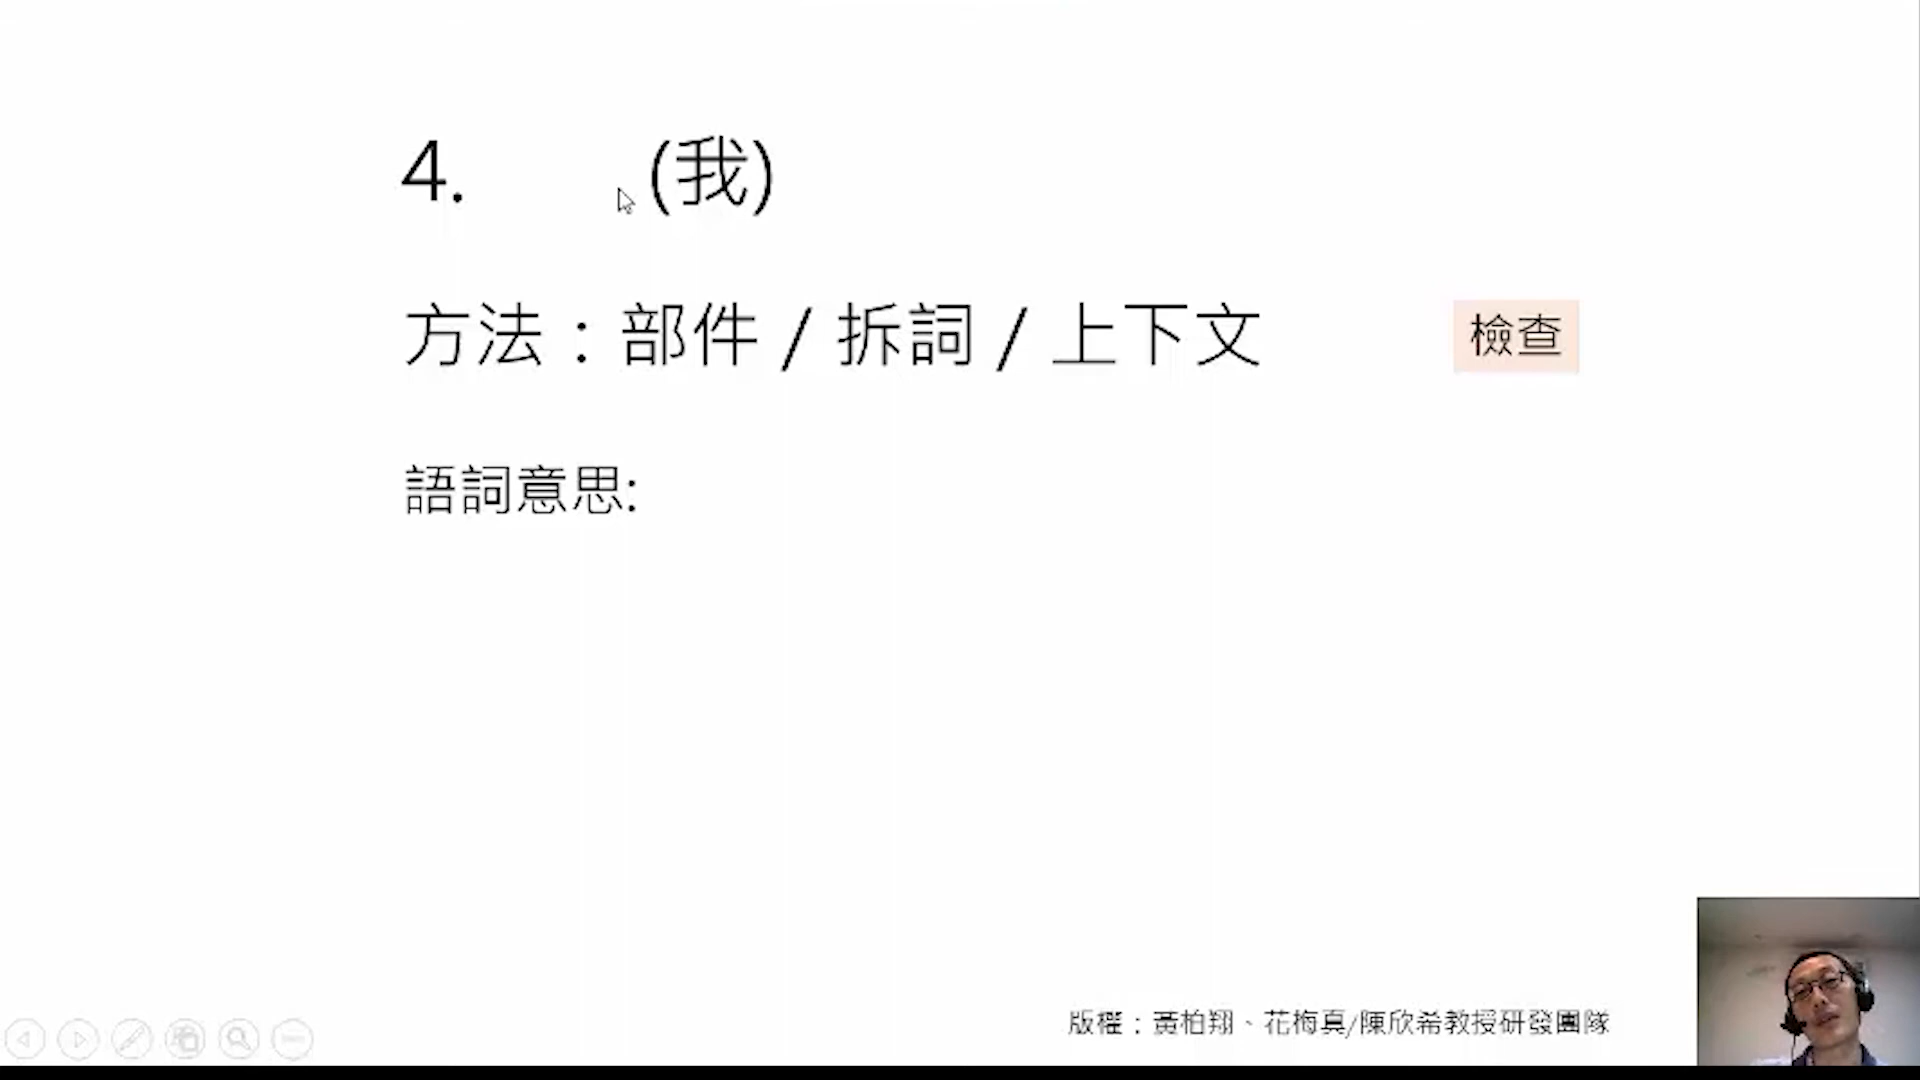 4. (我)
方法：部件 / 拆詞 / 上下文
檢查
語詞意思:
版權：黃柏翔、花梅真/陳欣希教授研發團隊